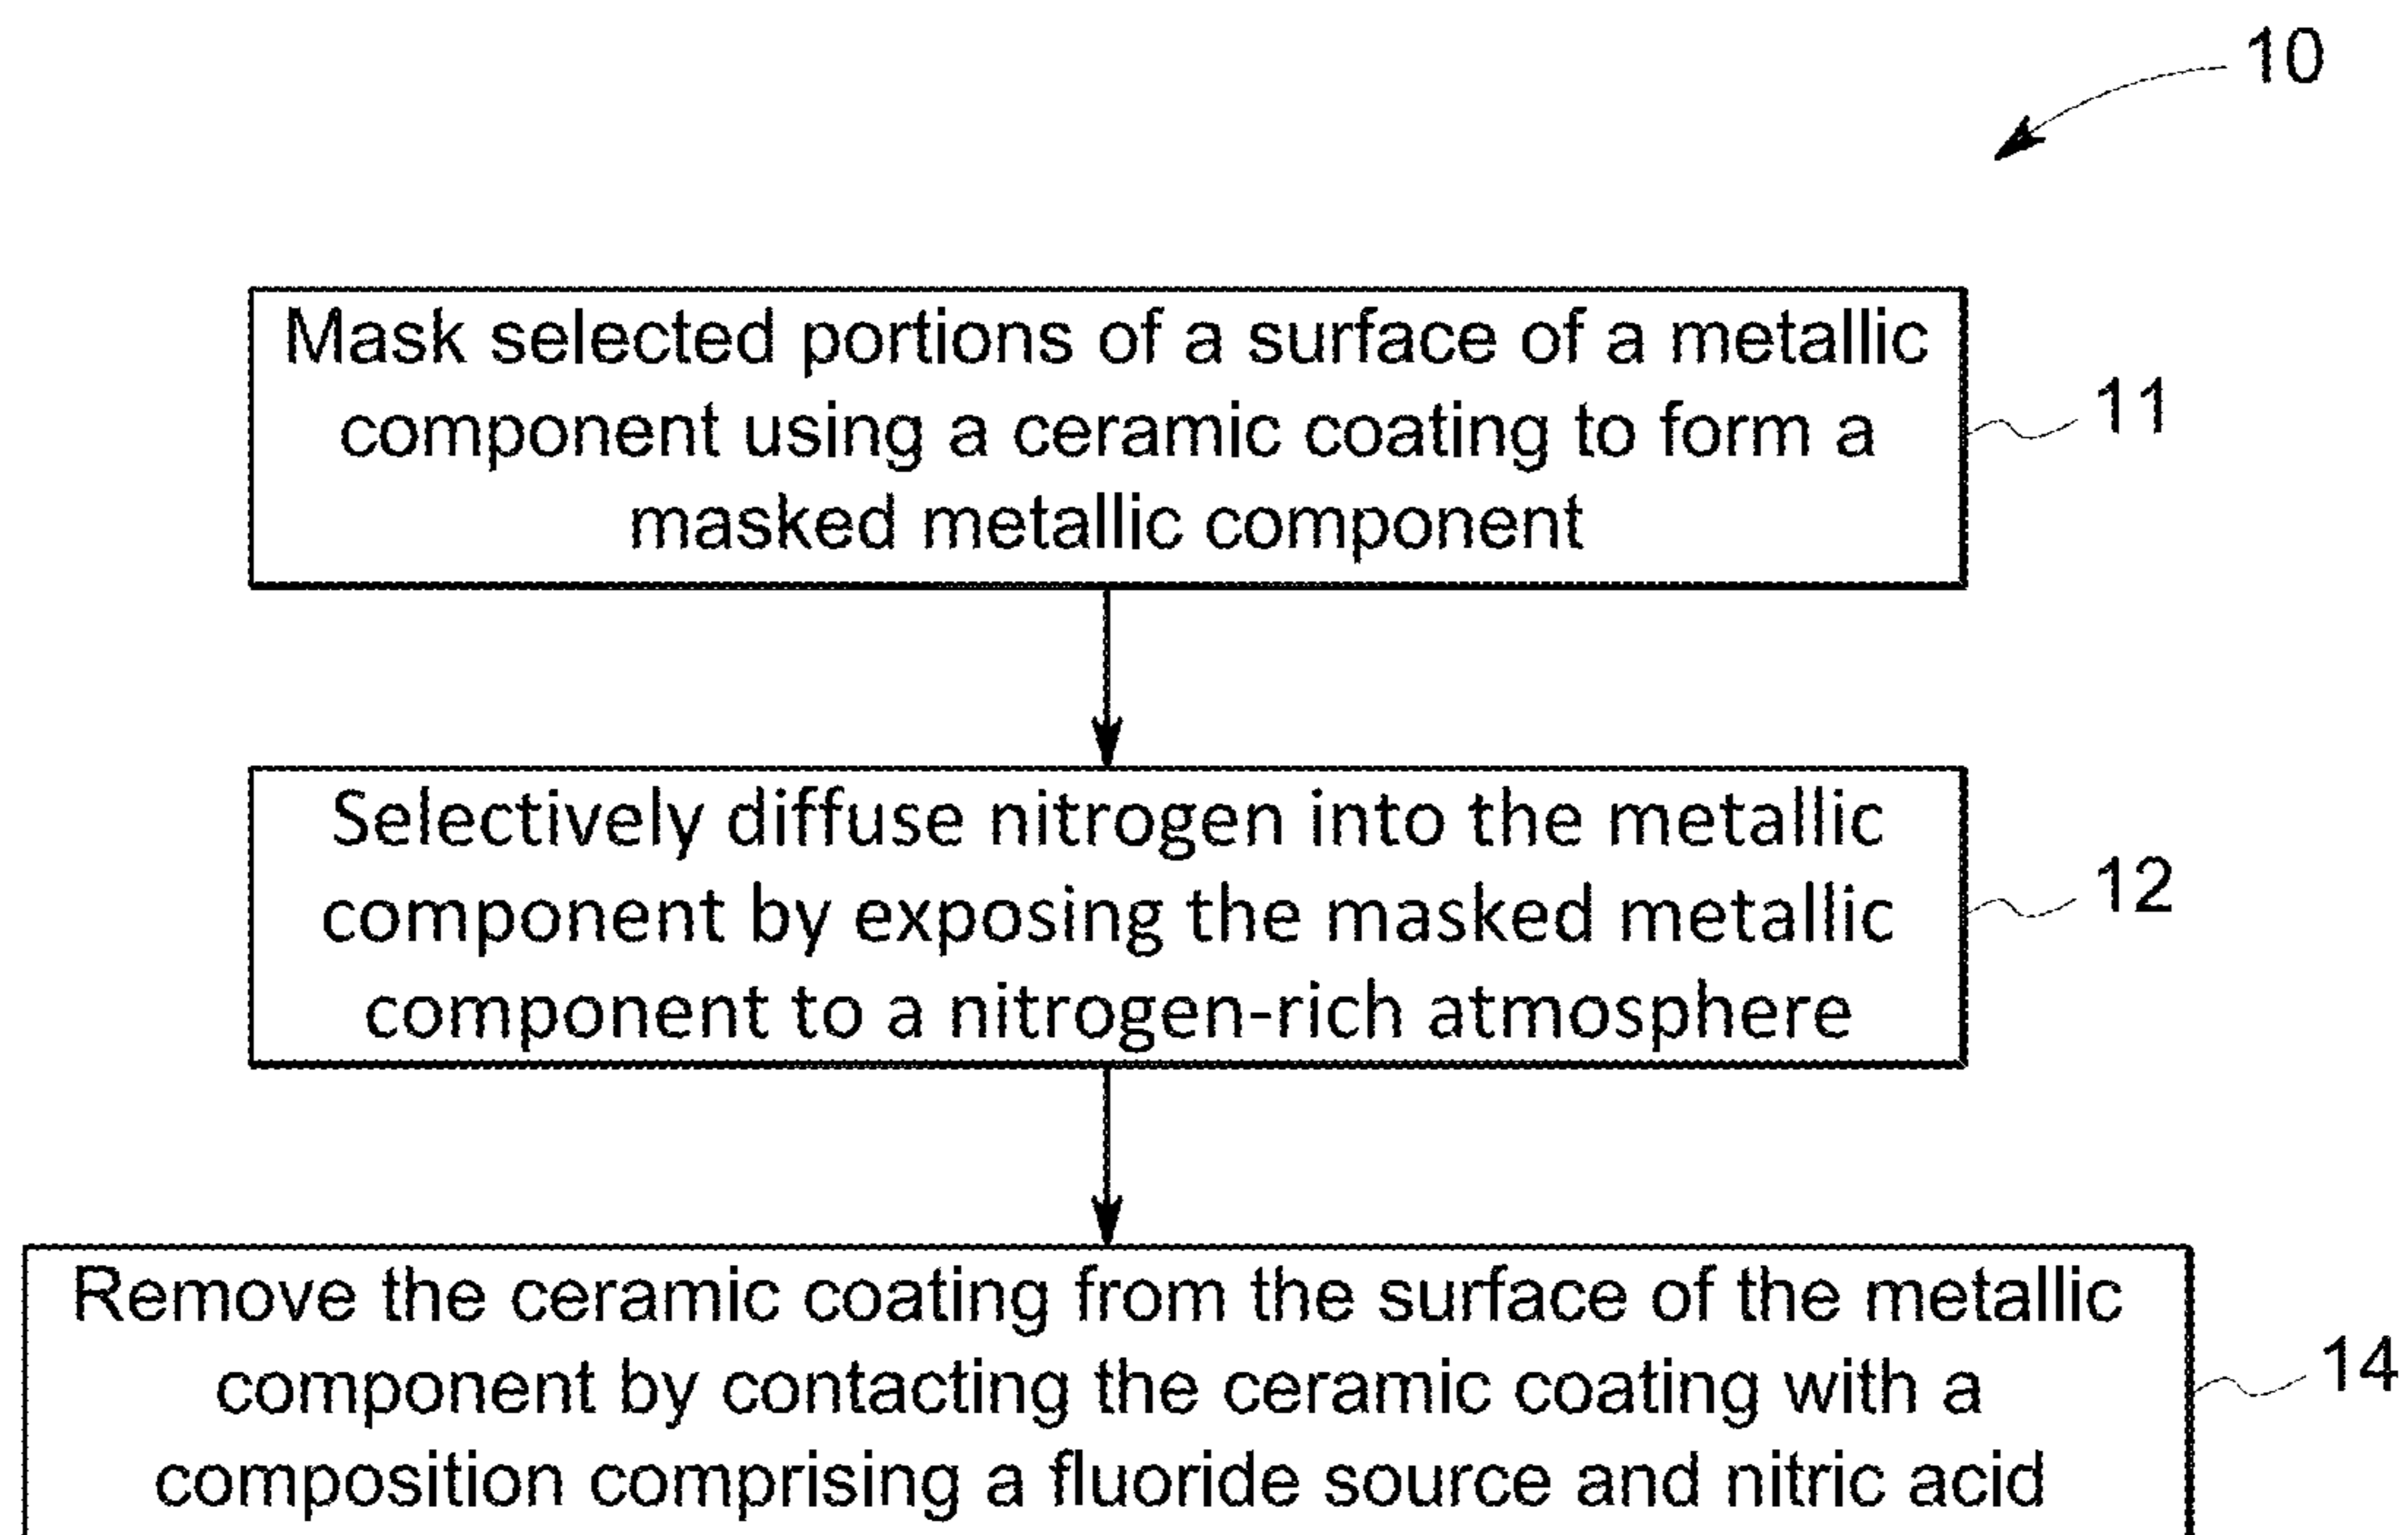 10
Mask selected portions of a surface of a metallic
component using a ceramic coating to form a
masked metallic component
11
Selectively diffuse nitrogen into the metallic
component by exposing the masked metallic
component to a nitrogen-rich atmosphere
12
Remove the ceramic coating from the surface of the metallic
component by contacting the ceramic coating with a
composition comprising a fluoride source and nitric acid
14